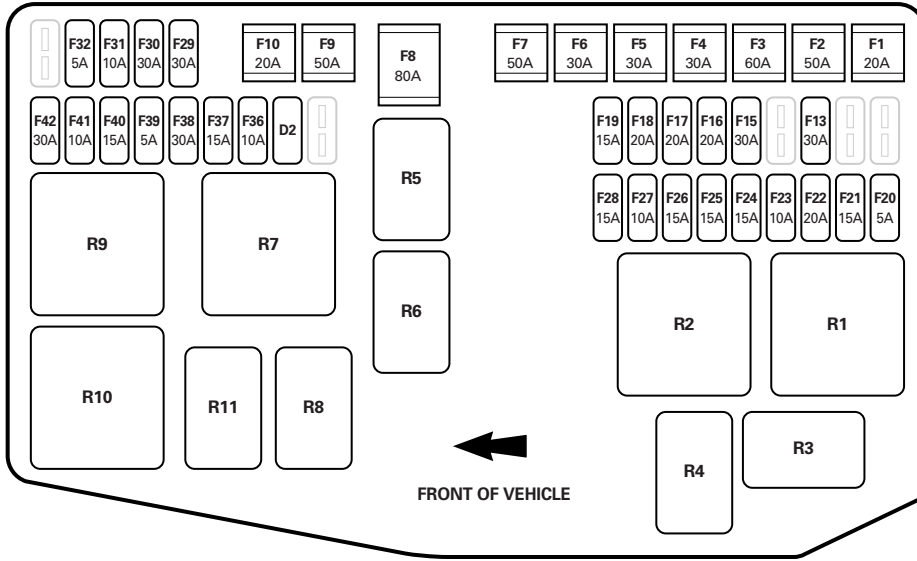 F32 F31 F30 F29
5A 10A 30A 30A
F10 F9
20A 50A
F8
80A
F7 F6 F5 F4 F3 F2 F1
50A 30A 30A 30A 60A 50A 20A
F42 F41 F40 F39 F38 F37 F36 D2
30A 10A 15A 5A 30A 15A 10A
F19 F18 F17 F16 F15 F13
15A 20A 20A 20A 30A 30A
R5
F28 F27 F26 F25 F24 F23 F22 F21 F20
15A 10A 15A 15A 15A 10A 20A 15A 5A
R9 R7
R6
R2 R1
R10 R11 R8
R4 R3
FRONT OF VEHICLE